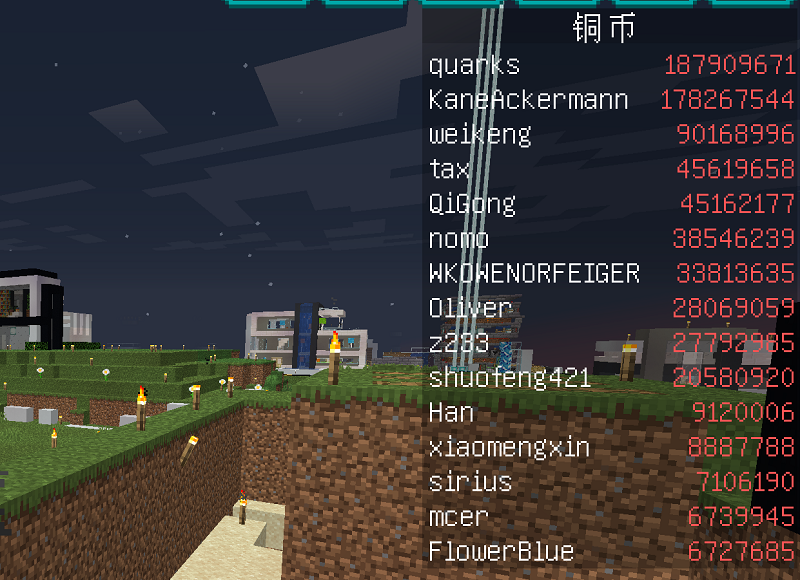 铜币
quarks 187909671
KaneAckermann 178267544
weikeng 90168996
tax 45619658
QiGong 45162177
nomo 38546239
WKOWENORFEIGER 33813635
Oliver 28069059
z233 27792985
shuofeng421 20580920
Han 9120006
xiaomengxin 8887788
sirius 7106190
mcer 6739945
FlowerBlue 6727685